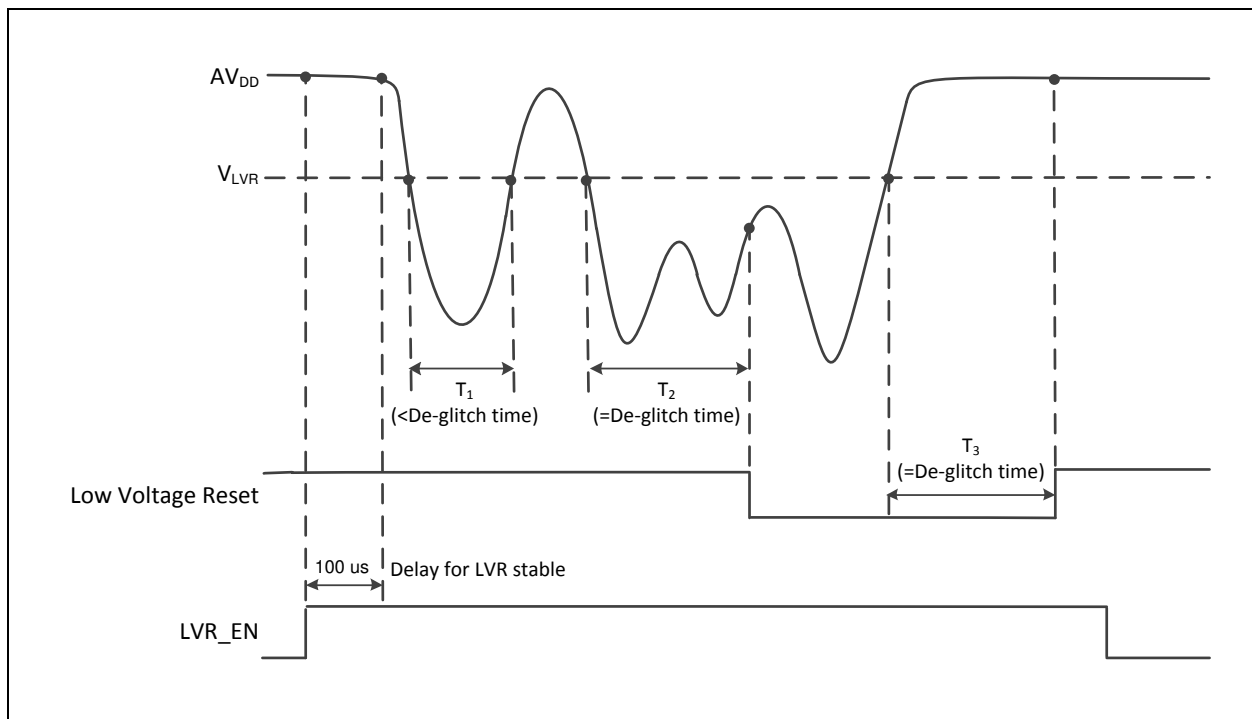 AVDD
VLVR
T1
(<De-glitch time)
T2
(=De-glitch time)
T3
(=De-glitch time)
Low Voltage Reset
100 us
Delay for LVR stable
LVR_EN